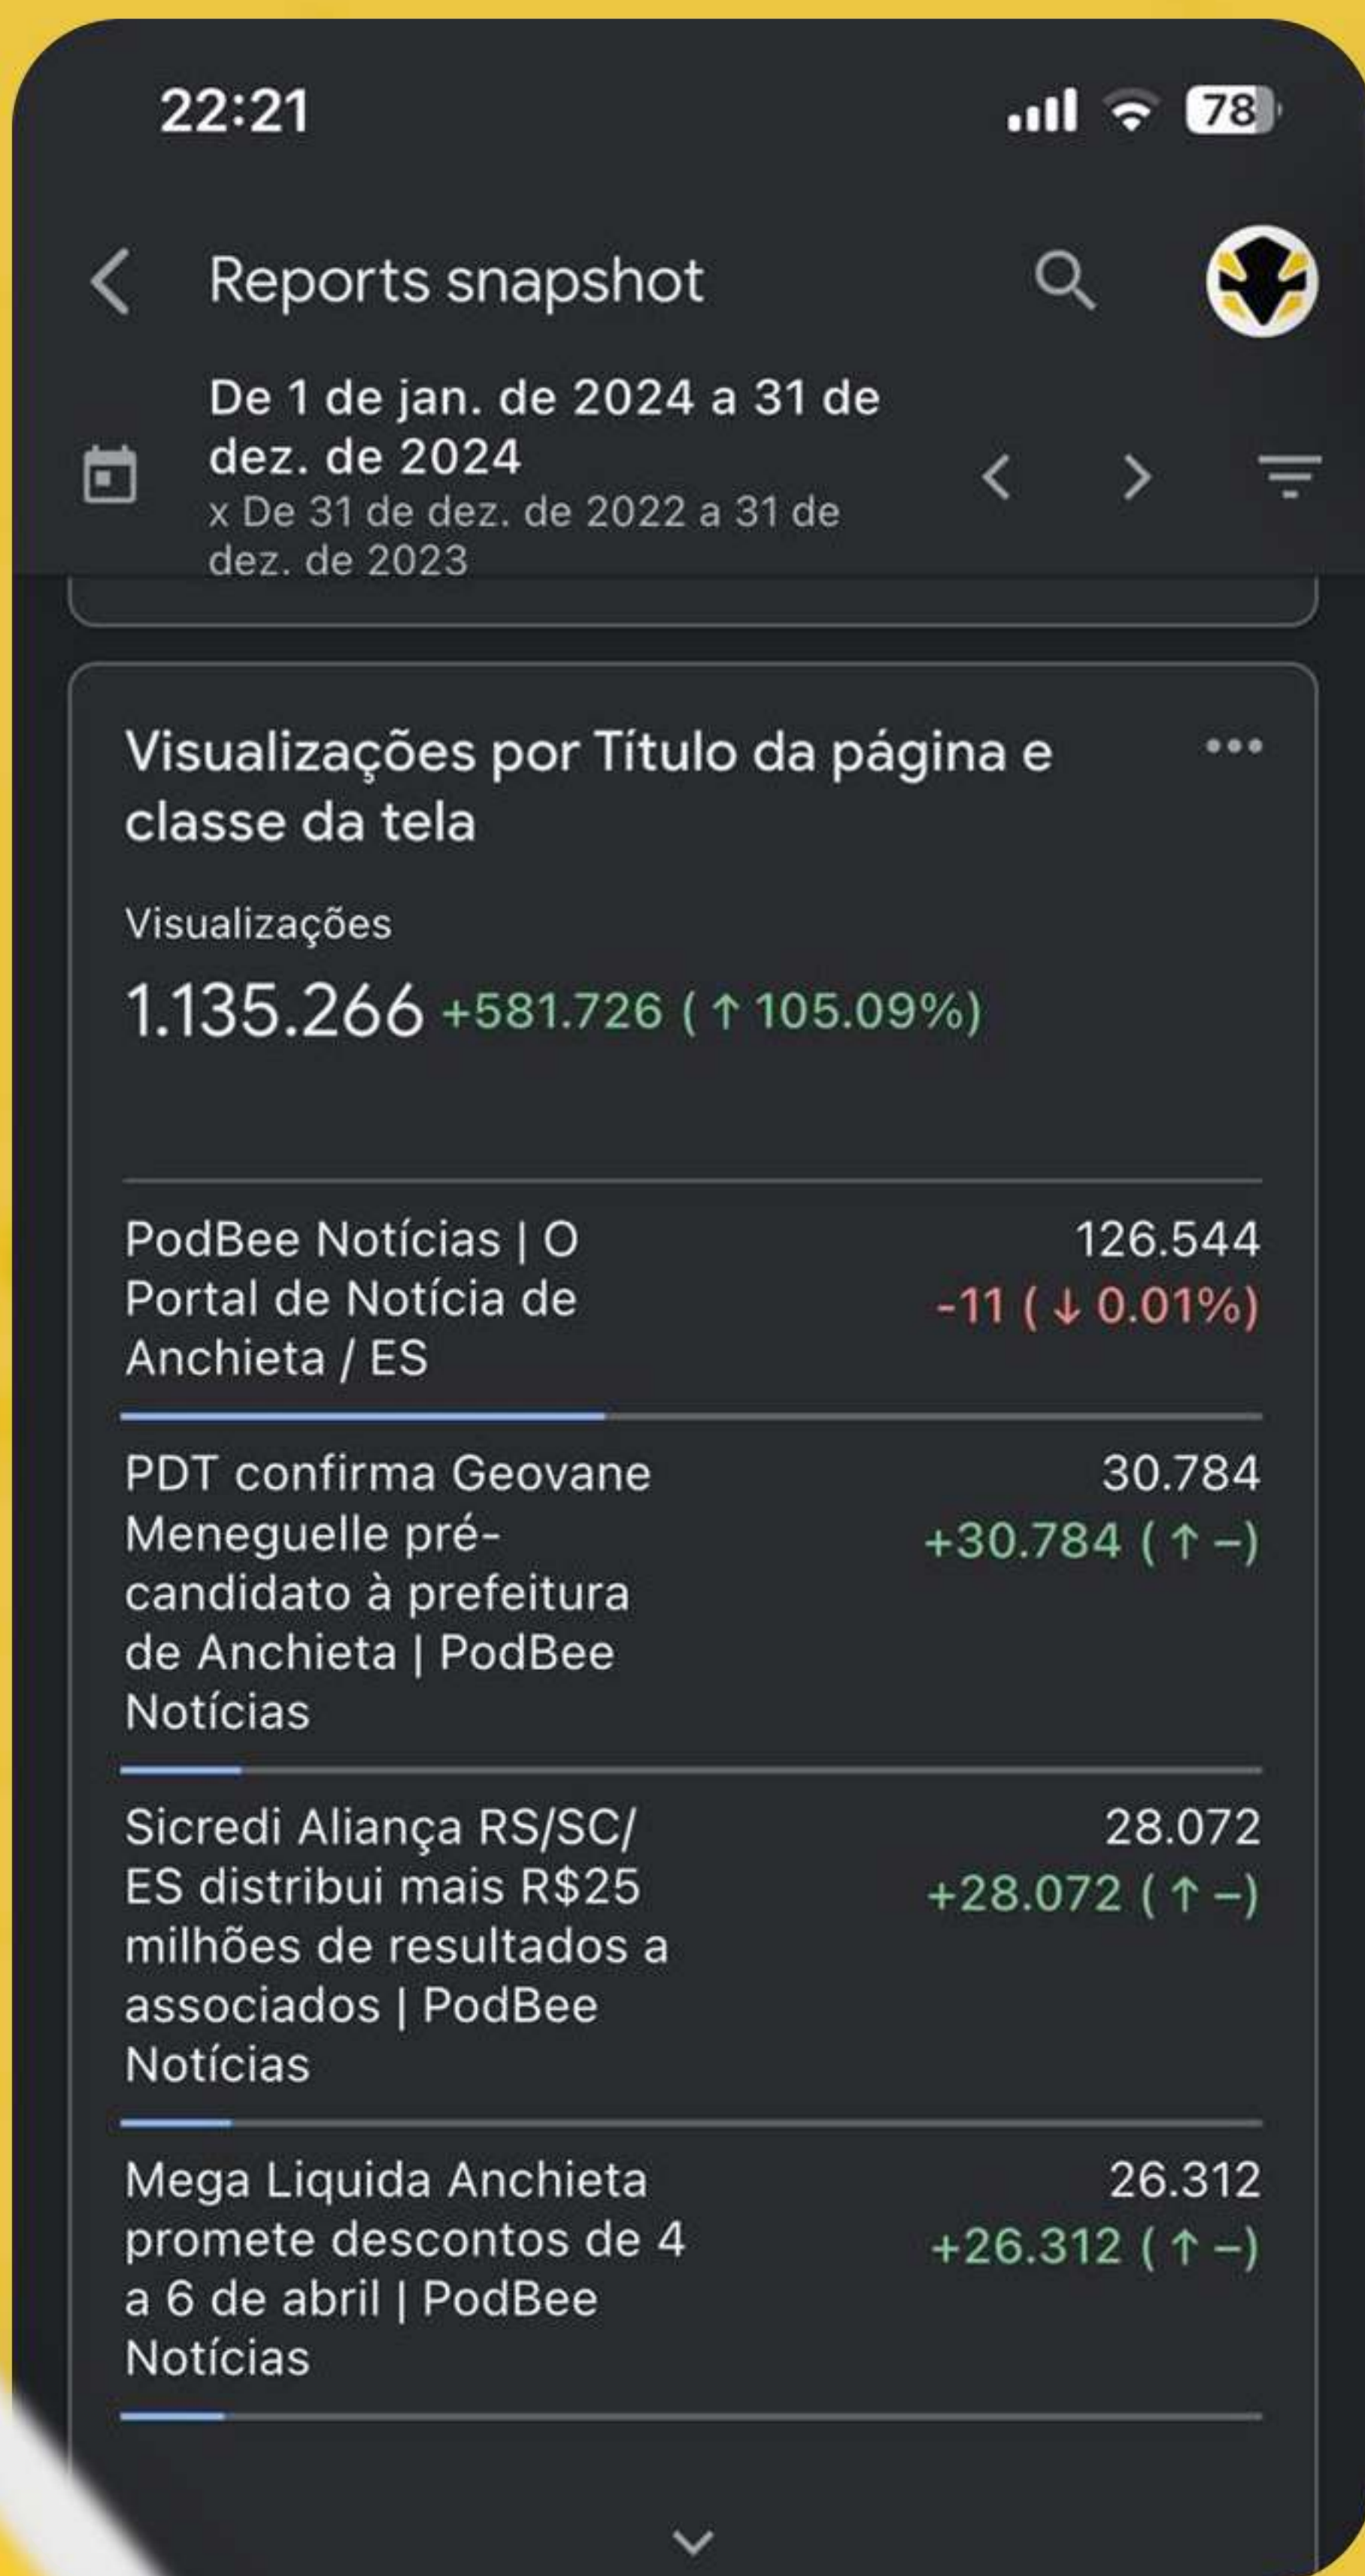 22:21
78
Reports snapshot
De 1 de jan. de 2024 a 31 de
dez. de 2024
x De 31 de dez. de 2022 a 31 de
dez. de 2023
Visualizações por Título da página e
classe da tela
Visualizações
1.135.266 +581.726 (↑ 105.09%)
PodBee Notícias | O
Portal de Notícia de
Anchieta / ES
126.544
-11 (↓ 0.01%)
PDT confirma Geovane
Meneguelle pré-
candidato à prefeitura
de Anchieta | PodBee
Notícias
30.784
+30.784 (↑ –)
Sicredi Aliança RS/SC/
ES distribui mais R$25
milhões de resultados a
associados | PodBee
Notícias
28.072
+28.072 (↑ –)
Mega Liquida Anchieta
promete descontos de 4
a 6 de abril | PodBee
Notícias
26.312
+26.312 (↑ –)